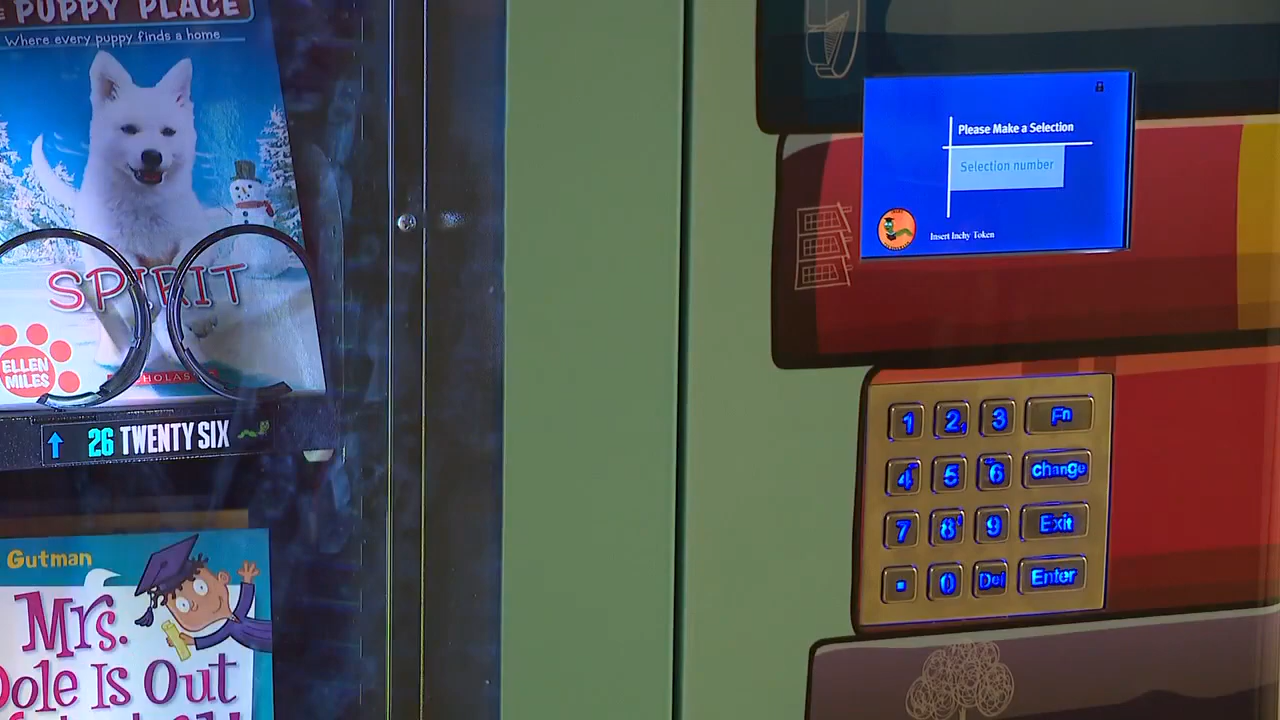 PUPPY PLACE
Where every puppy finds a home
SPIRIT
ELLEN
MILES
26 TWENTY SIX
Gutman
Mrs.
Dole Is Out
Please Make a Selection
Selection number
Insert Inchy Token
1 2 3 Fn
4 5 6 change
7 8 9 Exit
. 0 Del Enter